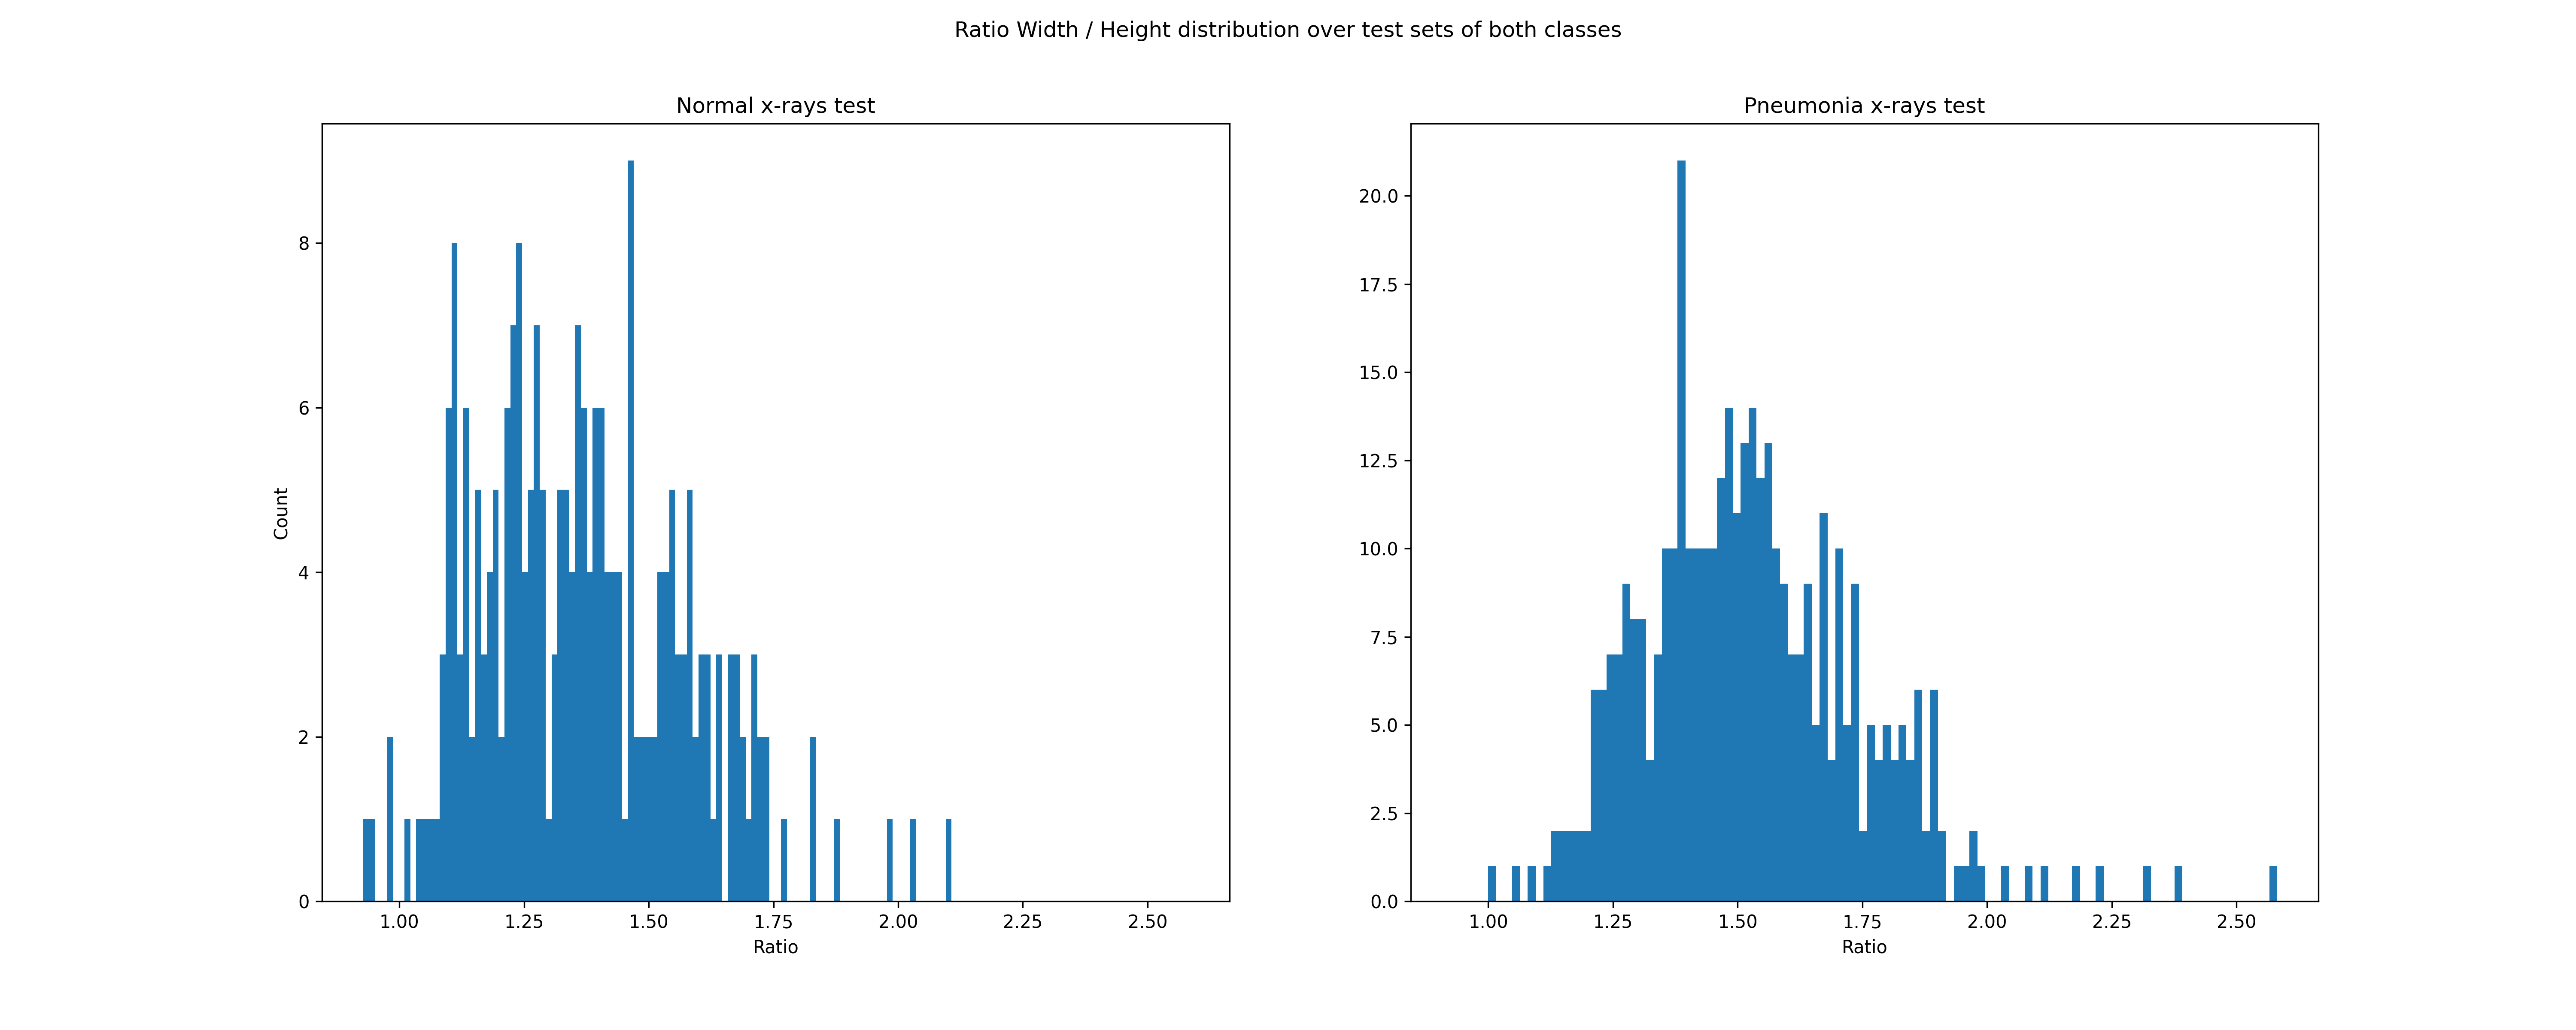 Ratio Width / Height distribution over test sets of both classes
Normal x-rays test
Count
8
6
4
2
0
1.00 1.25 1.50 1.75 2.00 2.25 2.50
Ratio
Pneumonia x-rays test
20.0
17.5
15.0
12.5
10.0
7.5
5.0
2.5
0.0
1.00 1.25 1.50 1.75 2.00 2.25 2.50
Ratio